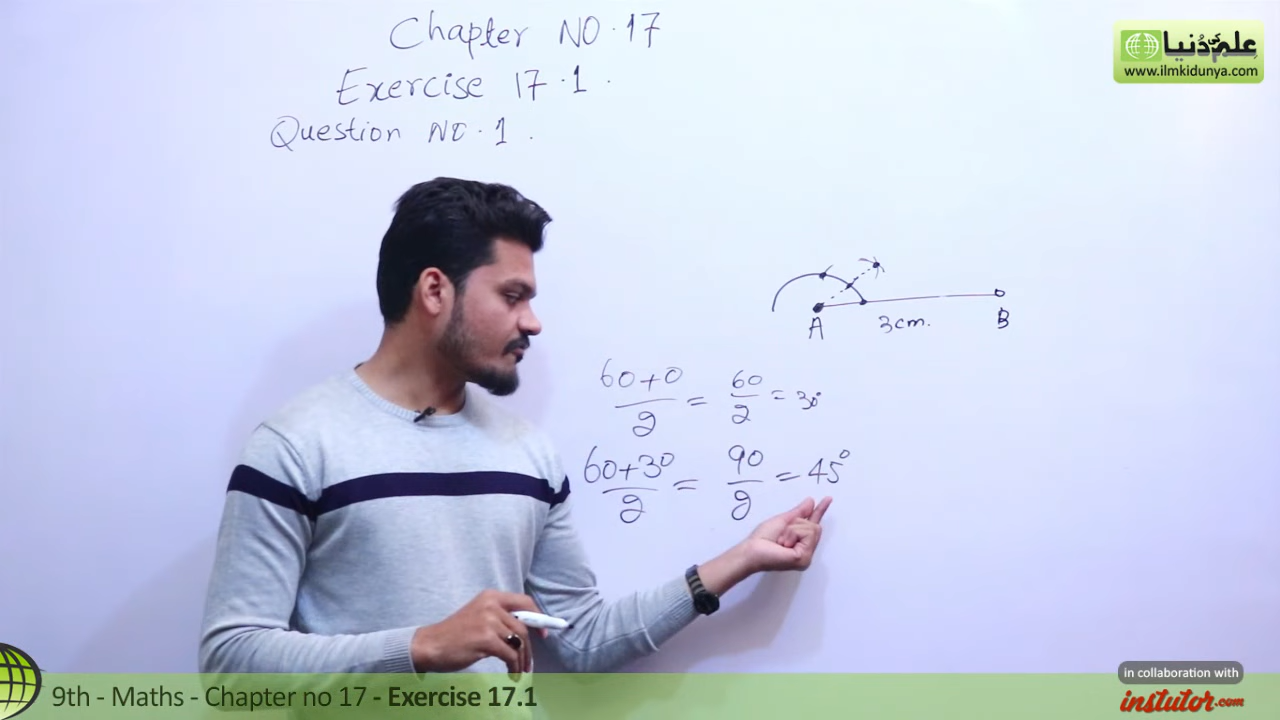 Chapter NO.17
Exercise 17.1.
Question NO.1.
علم کی دُنیا
www.ilmkidunya.com
A 3cm. B
60+0/2 = 60/2 = 30°
60+30/2 = 90/2 = 45°
in collaboration with
instutor.com
9th - Maths - Chapter no 17 - Exercise 17.1